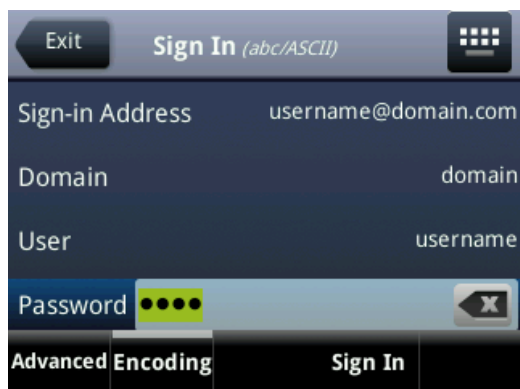 Exit Sign In (abc/ASCII)
Sign-in Address username@domain.com
Domain domain
User username
Password ••••
Advanced Encoding Sign In